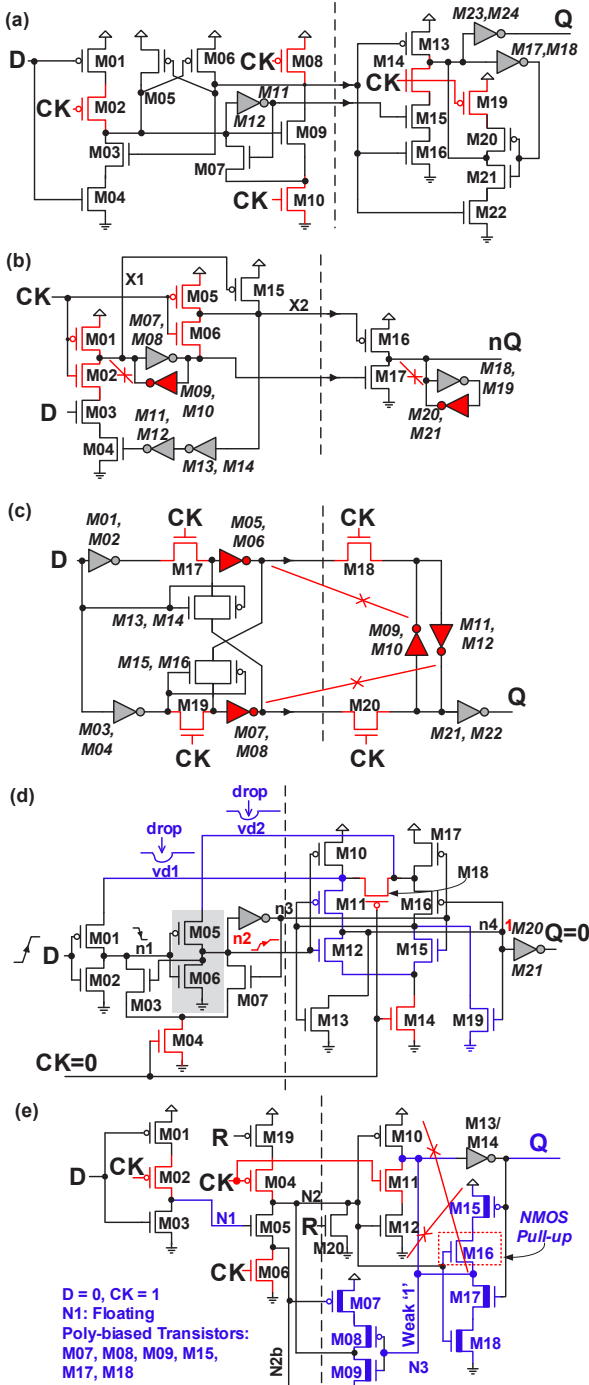 (a)
M23,M24
Q
M01
M06
M08
M13
M17,M18
D
CK
CK
M14
CK
M02
M05
M11
M12
M19
M03
M09
M15
M20
M07
M16
M21
M04
CK
M10
M22
(b)
X1
M15
CK
M05
X2
M07,
M08
M01
M06
M16
nQ
M02
M17
M18,
M19
M09,
M10
D
M03
M11,
M12
M20,
M21
M04
M13, M14
(c)
CK
M01,
M02
M05,
M06
CK
D
M17
M18
M13, M14
M09,
M10
M11,
M12
M15, M16
M19
M20
Q
M03,
M04
M07,
M08
M21, M22
CK
CK
(d)
drop
vd2
drop
vd1
M10
M17
M18
M01
n1
M05
n3
M11
M16
n4
1
M20
Q=0
D
n2
M12
M15
M21
M02
M06
M03
M07
M13
M14
M19
M04
CK=0
(e)
M01
R
M19
M10
M13/
M14
Q
D
CK
M02
CK
M04
N2
M11
M15
NMOS
Pull-up
M03
N1
M05
R
M20
M12
M16
CK
M06
M17
D = 0, CK = 1
N1: Floating
Poly-biased Transistors:
M07, M08, M09, M15,
M17, M18
N2b
M07
M08
M09
Weak '1'
N3
M18